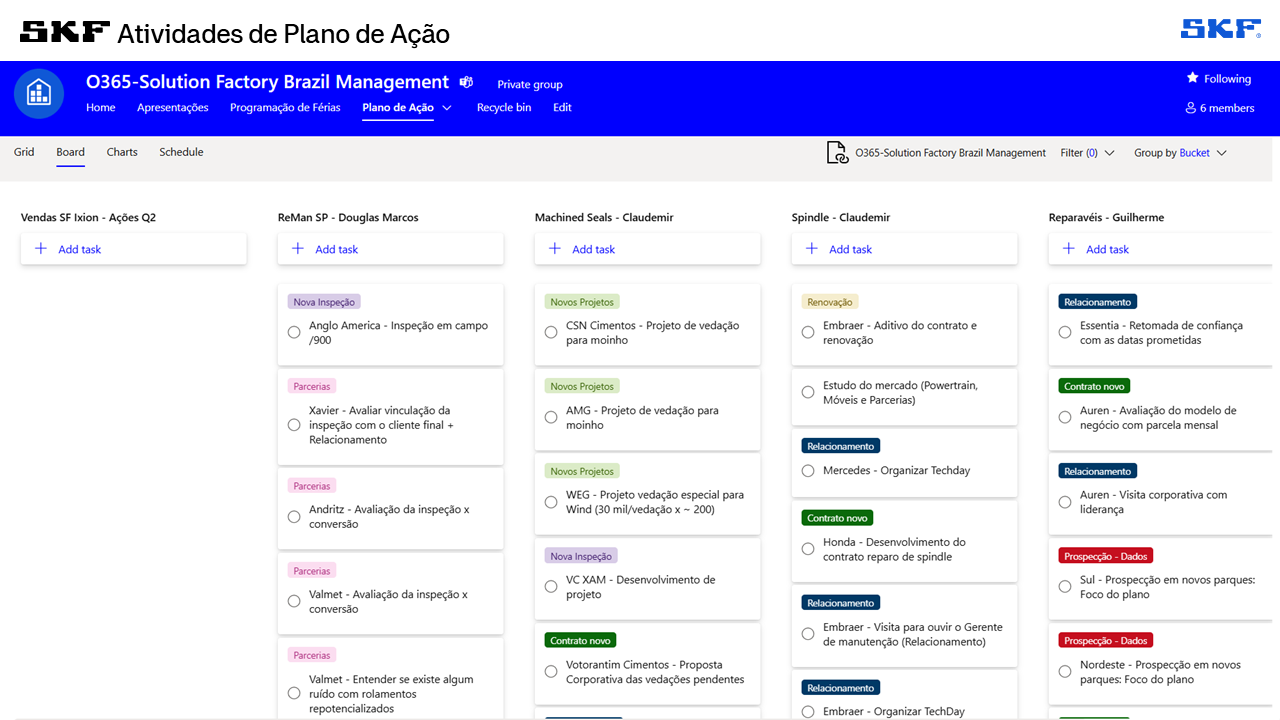 SKF Atividades de Plano de Ação
SKF®
O365-Solution Factory Brazil Management
Private group
Following
Home
Apresentações
Programação de Férias
Plano de Ação
Recycle bin
Edit
6 members
Grid
Board
Charts
Schedule
O365-Solution Factory Brazil Management
Filter (0)
Group by Bucket
Vendas SF Ixion - Ações Q2
Add task
ReMan SP - Douglas Marcos
Add task
Nova Inspeção
Anglo America - Inspeção em campo
/900
Parcerias
Xavier - Avaliar vinculação da
inspeção com o cliente final +
Relacionamento
Parcerias
Andritz - Avaliação da inspeção x
conversão
Parcerias
Valmet - Avaliação da inspeção x
conversão
Parcerias
Valmet - Entender se existe algum
ruído com rolamentos
repotencializados
Machined Seals - Claudemir
Add task
Novos Projetos
CSN Cimentos - Projeto de vedação
para moinho
Novos Projetos
AMG - Projeto de vedação para
moinho
Novos Projetos
WEG - Projeto vedação especial para
Wind (30 mil/vedação x ~ 200)
Nova Inspeção
VC XAM - Desenvolvimento de
projeto
Contrato novo
Votorantim Cimentos - Proposta
Corporativa das vedações pendentes
Spindle - Claudemir
Add task
Renovação
Embraer - Aditivo do contrato e
renovação
Estudo do mercado (Powertrain,
Móveis e Parcerias)
Relacionamento
Mercedes - Organizar Techday
Contrato novo
Honda - Desenvolvimento do
contrato reparo de spindle
Relacionamento
Embraer - Visita para ouvir o Gerente
de manutenção (Relacionamento)
Relacionamento
Embraer - Organizar TechDay
Reparavéis - Guilherme
Add task
Relacionamento
Essentia - Retomada de confiança
com as datas prometidas
Contrato novo
Auren - Avaliação do modelo de
negócio com parcela mensal
Relacionamento
Auren - Visita corporativa com
liderança
Prospecção - Dados
Sul - Prospecção em novos parques:
Foco do plano
Prospecção - Dados
Nordeste - Prospecção em novos
parques: Foco do plano